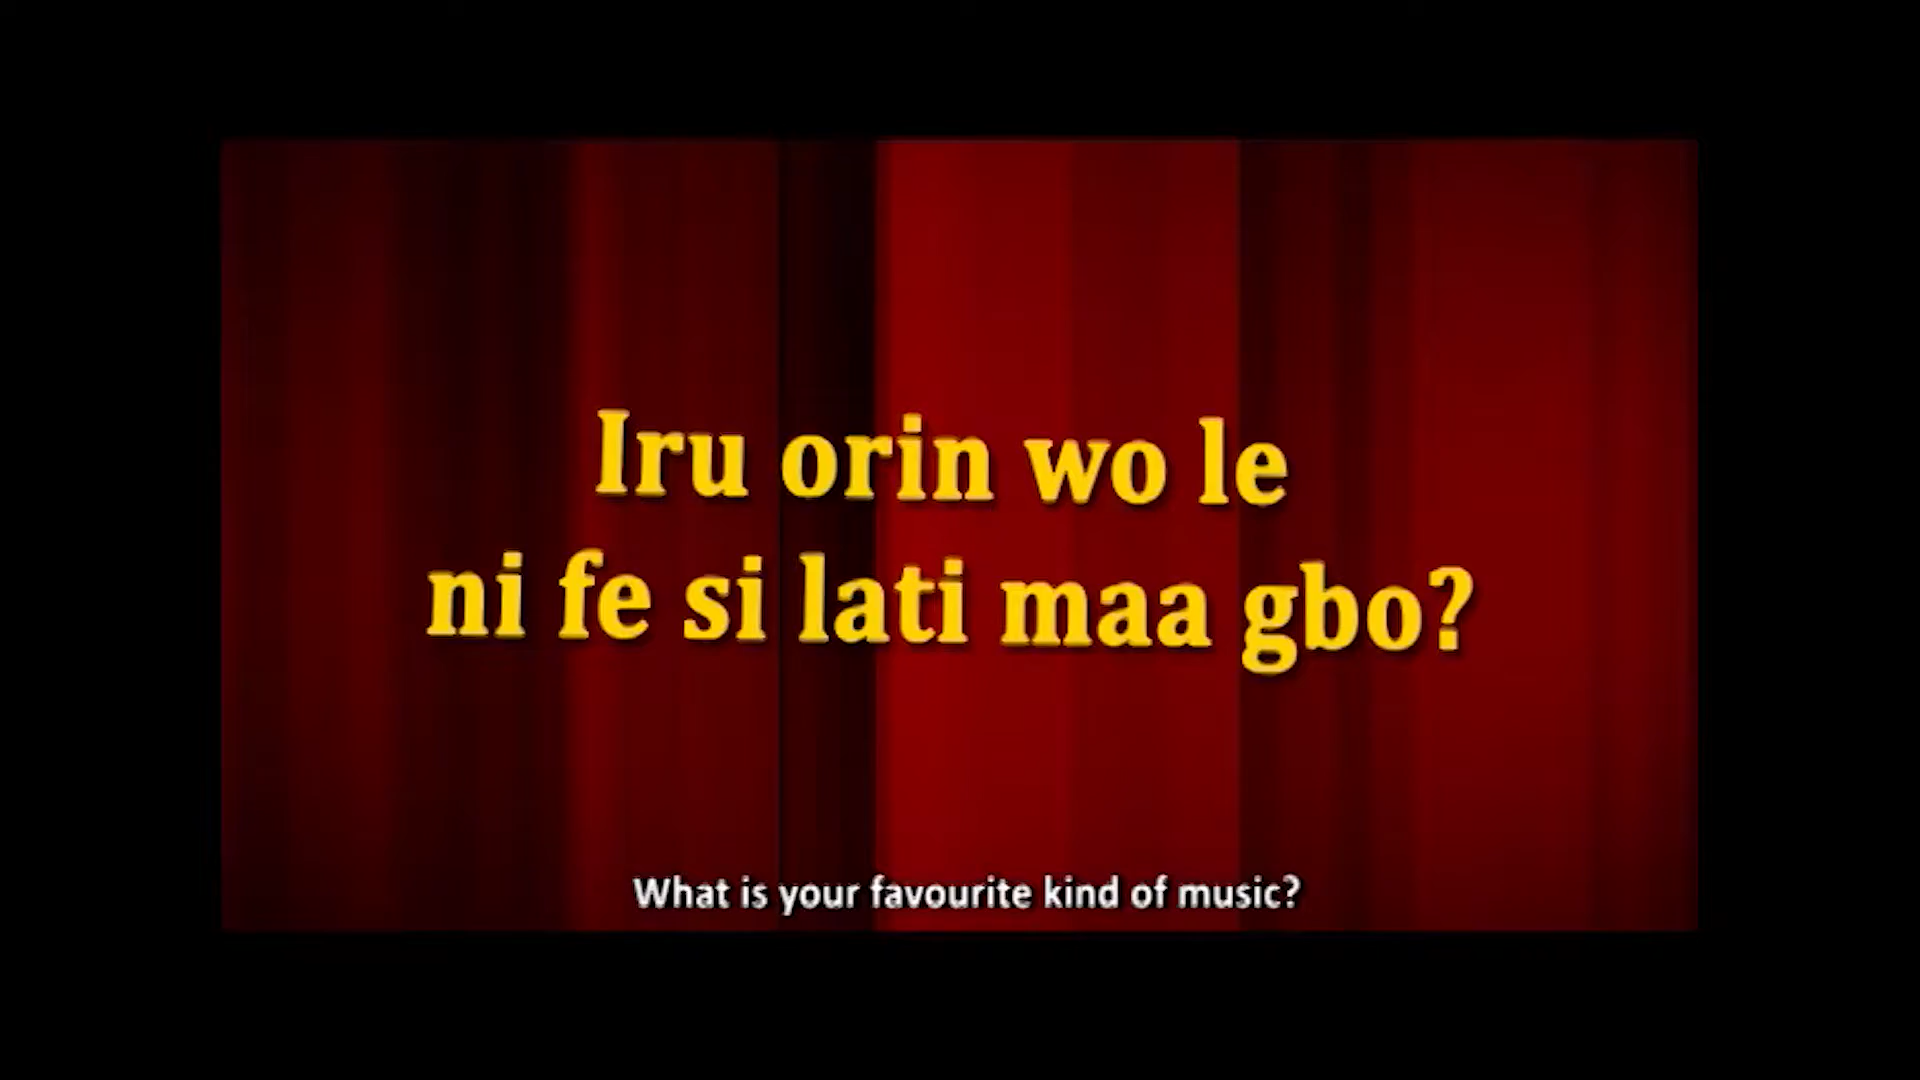 Iru orin wo le
ni fe si lati maa gbo?
What is your favourite kind of music?